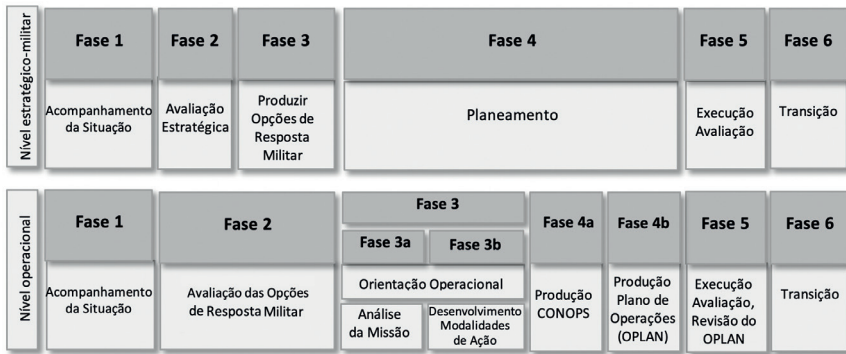 Nível estratégico-militar
Fase 1
Acompanhamento
da Situação
Fase 2
Avaliação
Estratégica
Fase 3
Produzir
Opções de
Resposta
Militar
Fase 4
Planeamento
Fase 5
Execução
Avaliação
Fase 6
Transição
Nível operacional
Fase 1
Acompanhamento
da Situação
Fase 2
Avaliação das Opções
de Resposta Militar
Fase 3
Fase 3a
Fase 3b
Orientação Operacional
Análise
da Missão
Desenvolvimento
Modalidades
de Ação
Fase 4a
Produção
CONOPS
Fase 4b
Produção
Plano de
Operações
(OPLAN)
Fase 5
Execução
Avaliação,
Revisão do
OPLAN
Fase 6
Transição